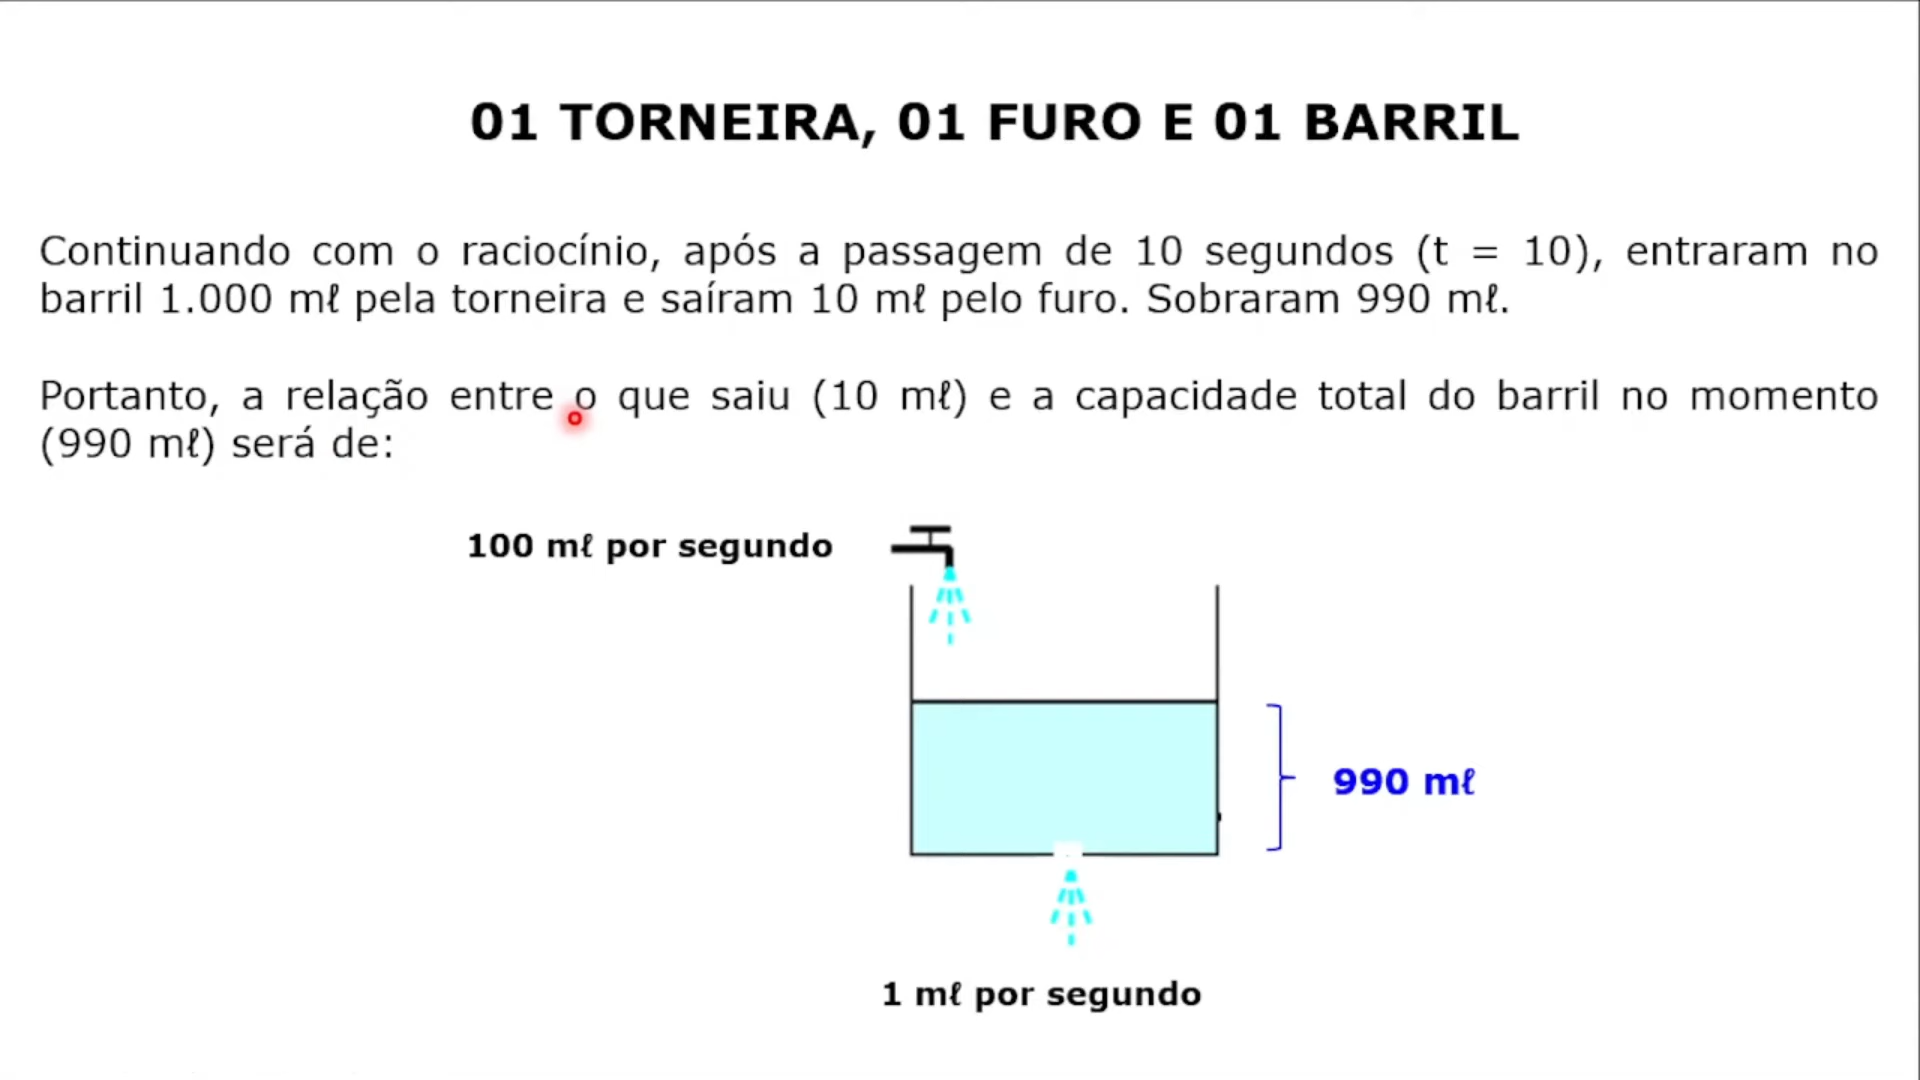 01 TORNEIRA, 01 FURO E 01 BARRIL
Continuando com o raciocínio, após a passagem de 10 segundos (t = 10), entraram no
barril 1.000 mℓ pela torneira e saíram 10 mℓ pelo furo. Sobraram 990 mℓ.
Portanto, a relação entre o que saiu (10 mℓ) e a capacidade total do barril no momento
(990 mℓ) será de:
100 mℓ por segundo
990 mℓ
1 mℓ por segundo